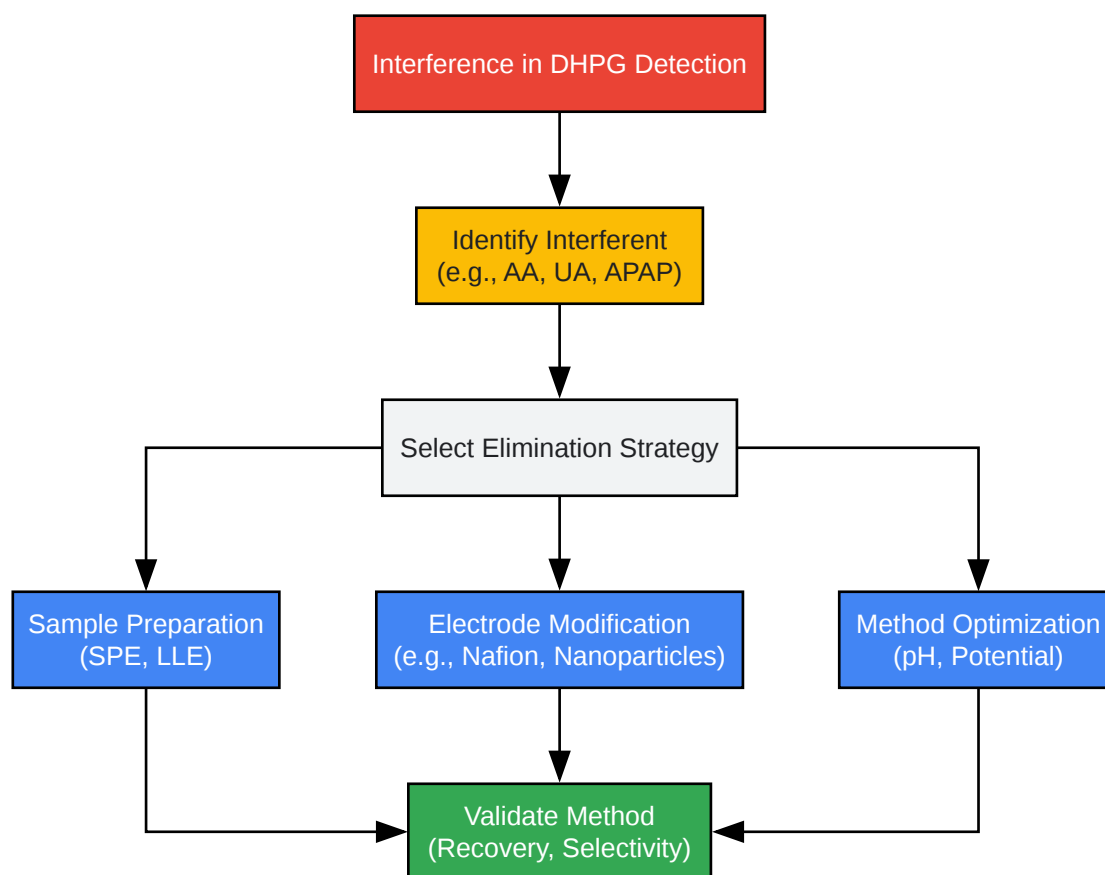 Interference in DHPG Detection
Identify Interferent
(e.g., AA, UA, APAP)
Select Elimination Strategy
Sample Preparation
(SPE, LLE)
Electrode Modification
(e.g., Nafion, Nanoparticles)
Method Optimization
(pH, Potential)
Validate Method
(Recovery, Selectivity)